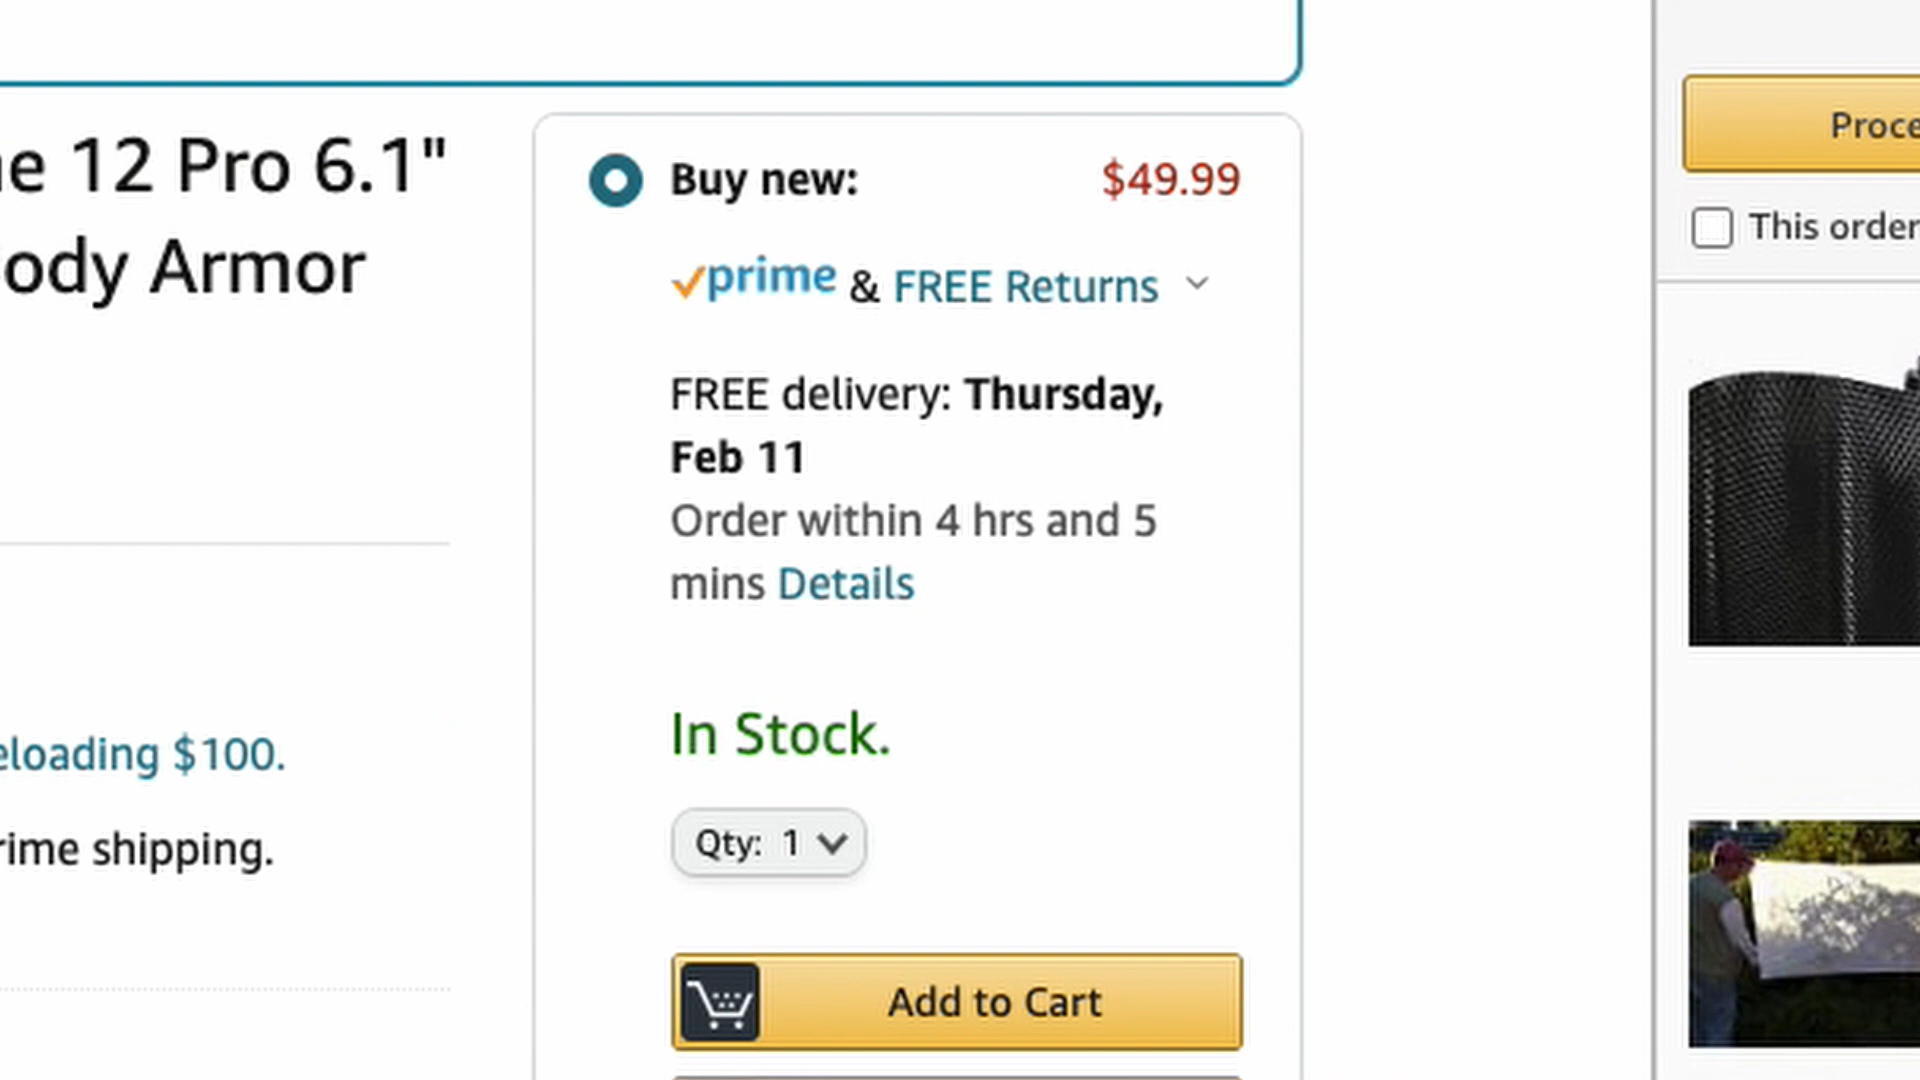 e 12 Pro 6.1"
ody Armor
eloading $100.
rime shipping.
Buy new: $49.99
prime & FREE Returns
FREE delivery: Thursday,
Feb 11
Order within 4 hrs and 5
mins Details
In Stock.
Qty: 1
Add to Cart
Proce
This order